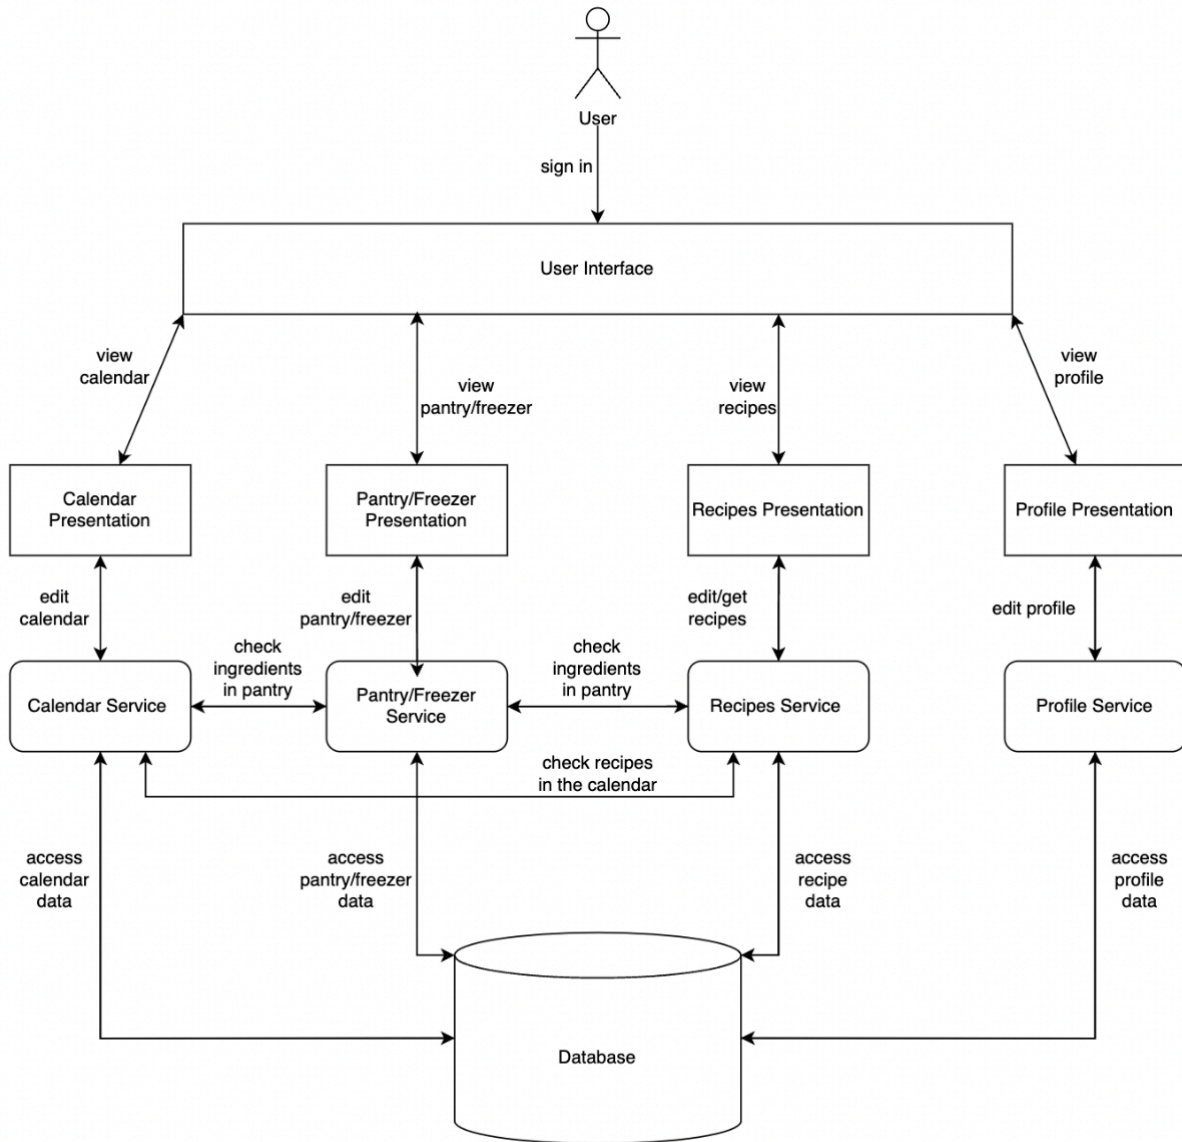 User
sign in
User Interface
view
calendar
view
pantry/freezer
view
recipes
view
profile
Calendar
Presentation
Pantry/Freezer
Presentation
Recipes Presentation
Profile Presentation
edit
calendar
edit
pantry/freezer
edit/get
recipes
edit profile
check
ingredients
in pantry
check
ingredients
in pantry
Calendar Service
Pantry/Freezer
Service
Recipes Service
Profile Service
check recipes
in the calendar
access
calendar
data
access
pantry/freezer
data
access
recipe
data
access
profile
data
Database